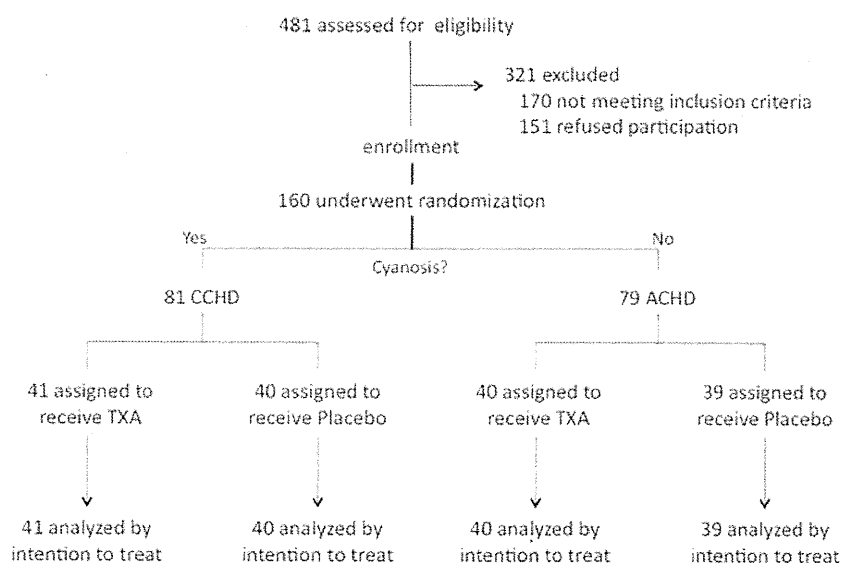 481 assessed for eligibility
321 excluded
170 not meeting inclusion criteria
151 refused participation
enrollment
160 underwent randomization
Yes
No
Cyanosis?
81 CCHD
79 ACHD
41 assigned to
receive TXA
40 assigned to
receive Placebo
40 assigned to
receive TXA
39 assigned to
receive Placebo
41 analyzed by
intention to treat
40 analyzed by
intention to treat
40 analyzed by
intention to treat
39 analyzed by
intention to treat